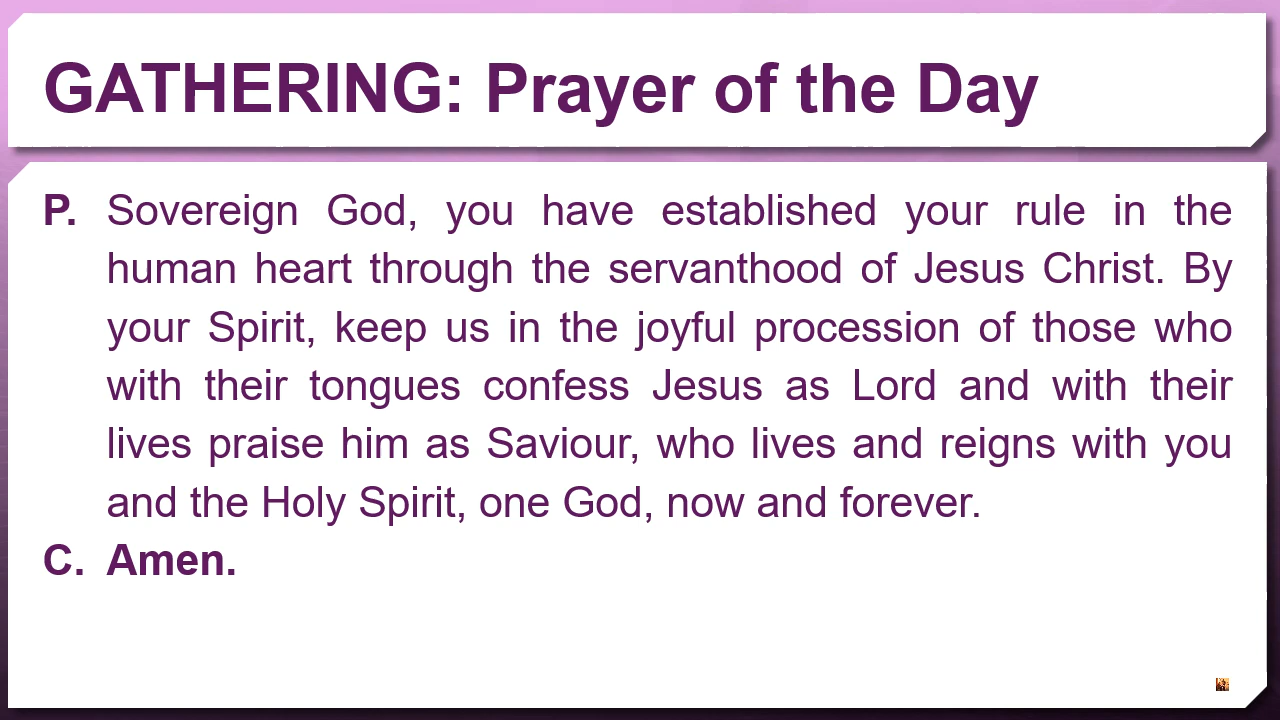 GATHERING: Prayer of the Day
P. Sovereign God, you have established your rule in the
human heart through the servanthood of Jesus Christ. By
your Spirit, keep us in the joyful procession of those who
with their tongues confess Jesus as Lord and with their
lives praise him as Saviour, who lives and reigns with you
and the Holy Spirit, one God, now and forever.
C. Amen.